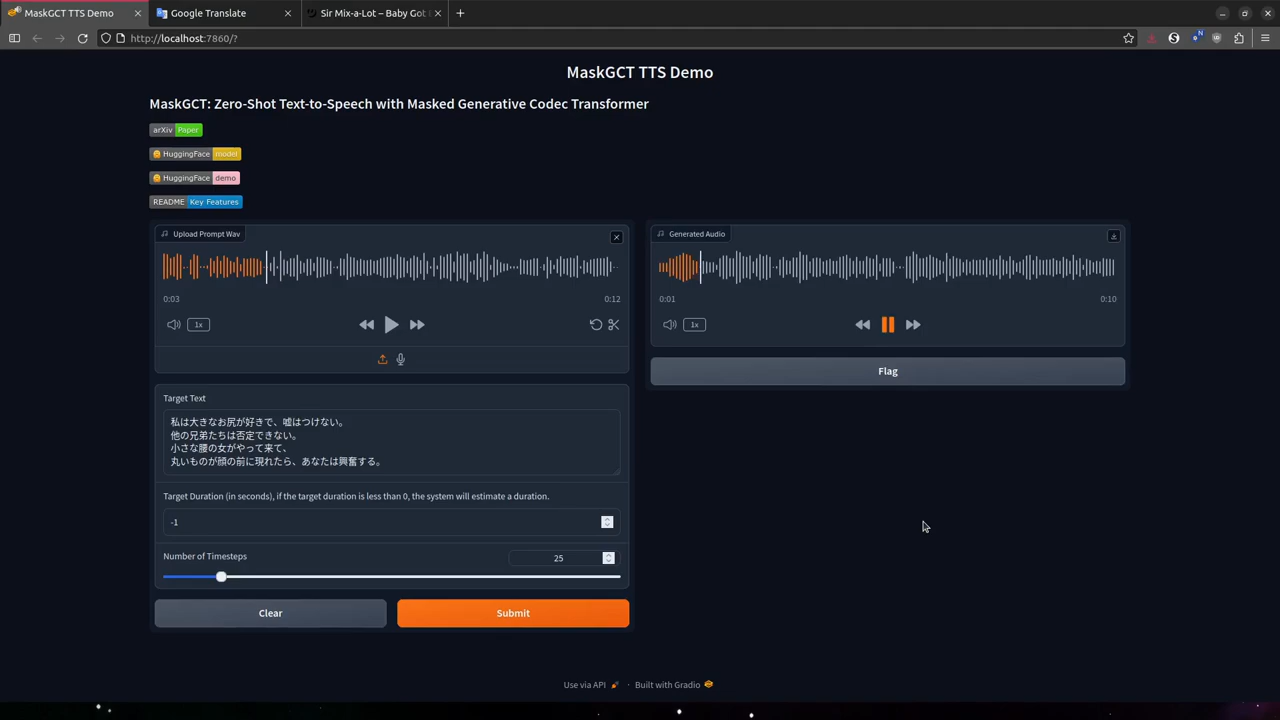 MaskGCT TTS Demo
Google Translate
Sir Mix-a-Lot – Baby Got
http://localhost:7860/?
MaskGCT TTS Demo
MaskGCT: Zero-Shot Text-to-Speech with Masked Generative Codec Transformer
arXiv Paper
HuggingFace model
HuggingFace demo
README Key Features
Upload Prompt Wav
0:03
0:12
1x
Target Text
私は大きなお尻が好きで、嘘はつけない。
他の兄弟たちは否定できない。
小さな腰の女がやって来て、
丸いものが顔の前に現れたら、あなたは興奮する。
Target Duration (in seconds), if the target duration is less than 0, the system will estimate a duration.
-1
Number of Timesteps
25
Clear
Submit
Generated Audio
0:01
0:10
1x
Flag
Use via API · Built with Gradio